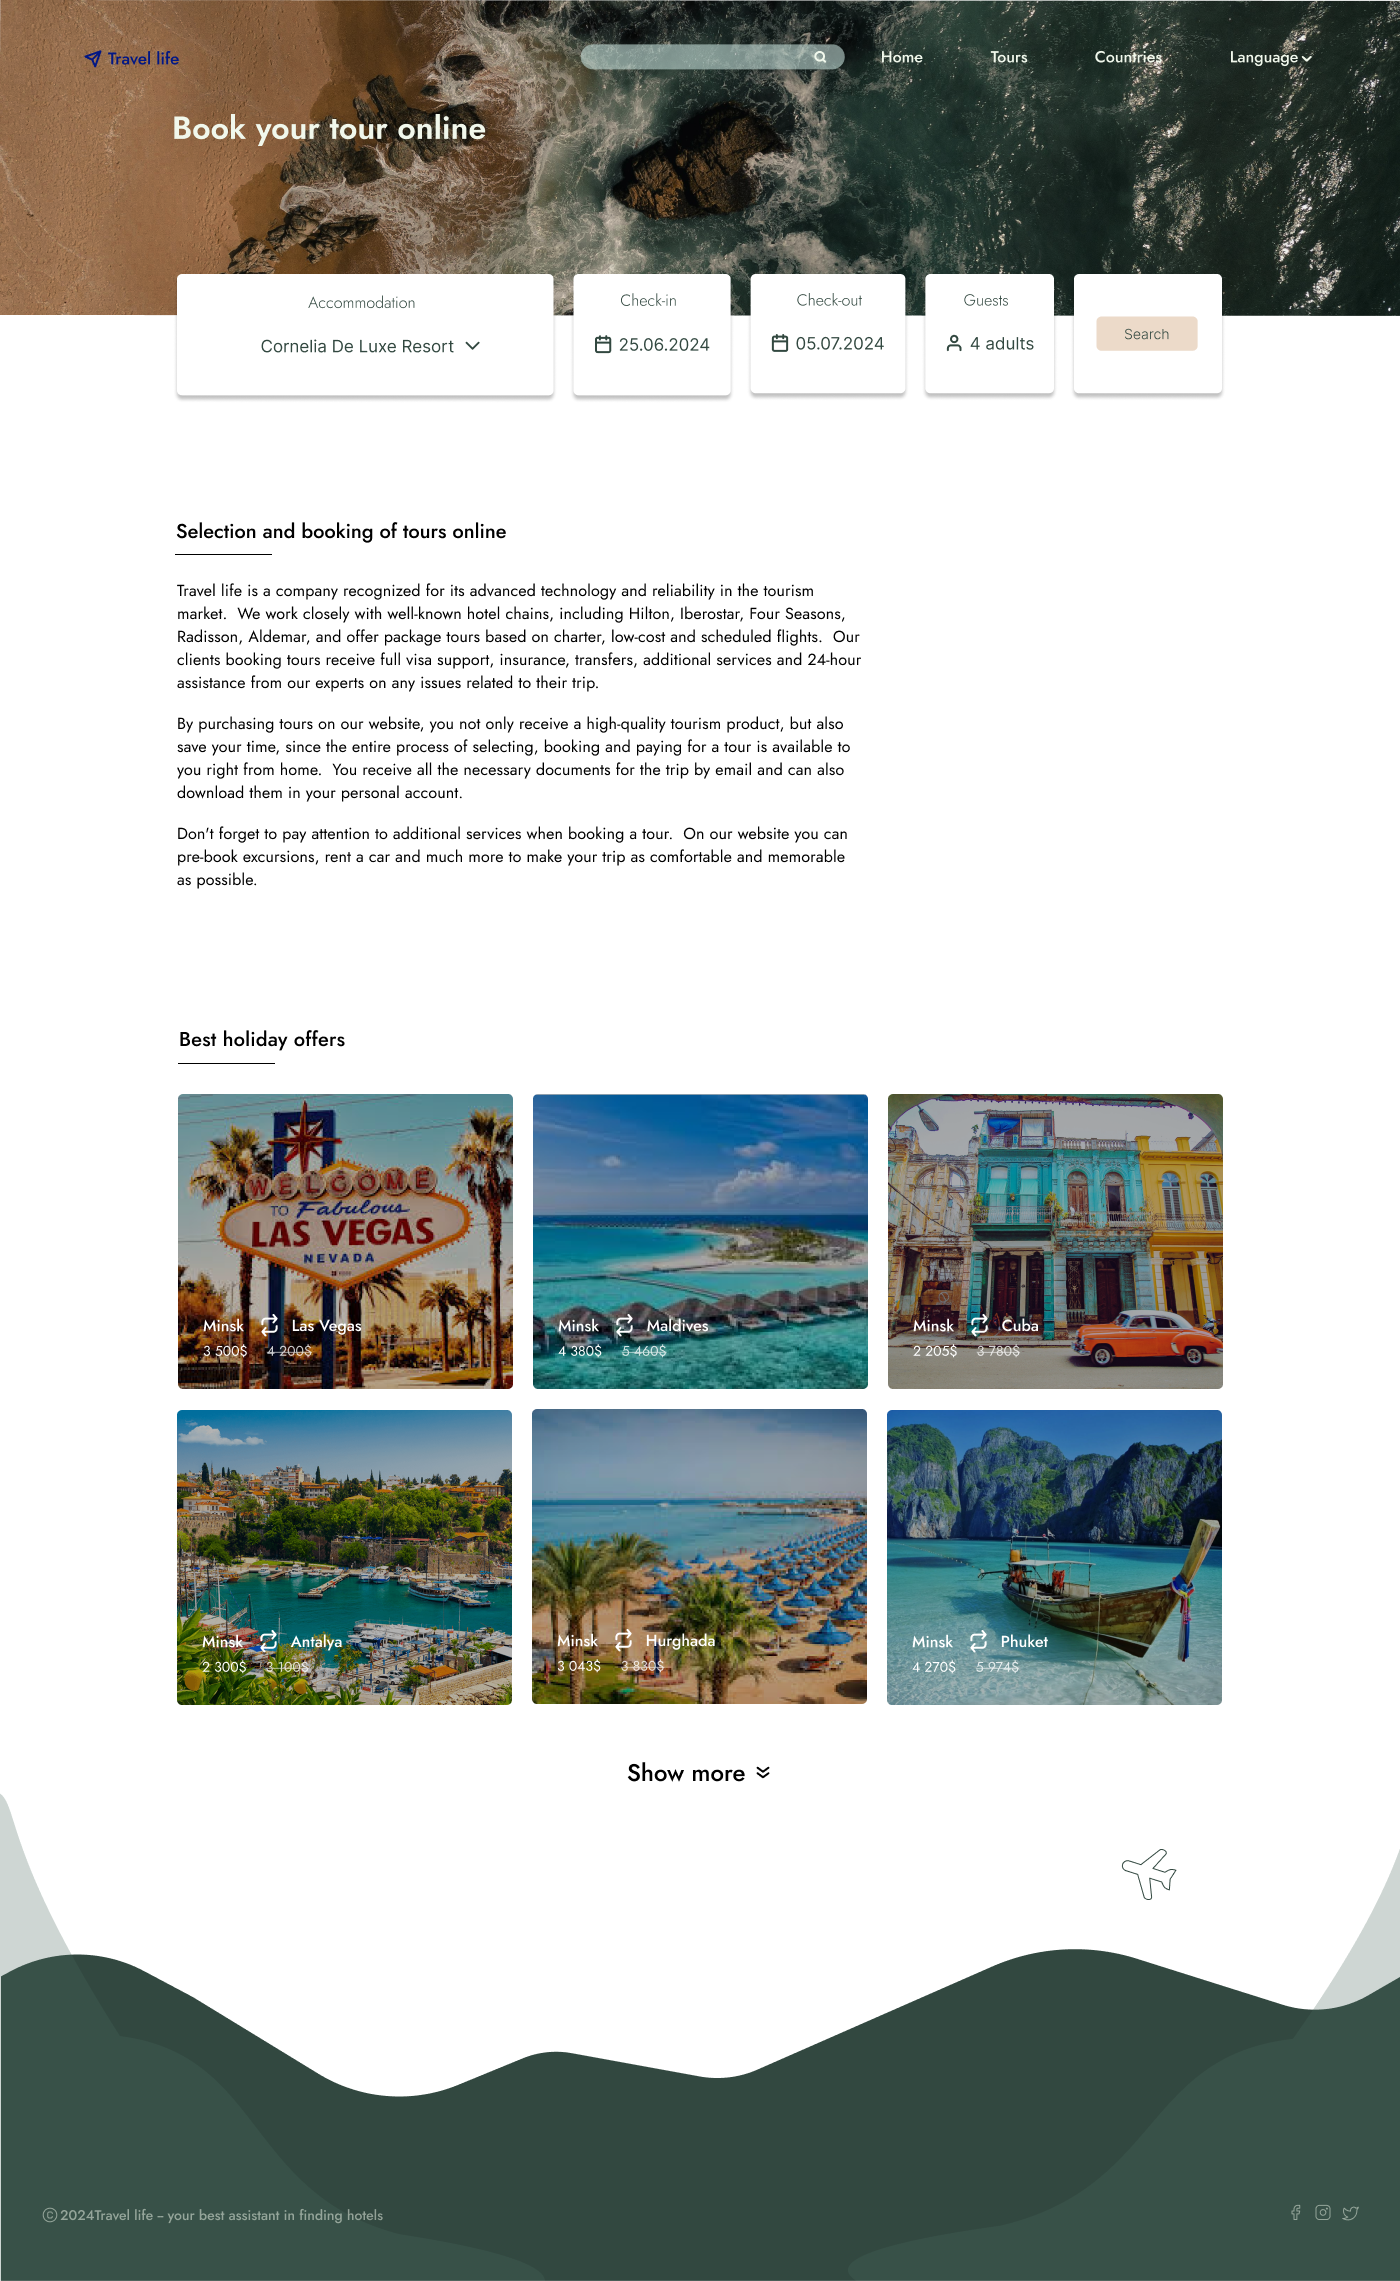 Travel life
Home Tours Countries Language
Book your tour online
Accommodation
Cornelia De Luxe Resort
Check-in
25.06.2024
Check-out
05.07.2024
Guests
4 adults
Search
Selection and booking of tours online
Travel life is a company recognized for its advanced technology and reliability in the tourism
market.  We work closely with well-known hotel chains, including Hilton, Iberostar, Four Seasons,
Radisson, Aldemar, and offer package tours based on charter, low-cost and scheduled flights.  Our
clients booking tours receive full visa support, insurance, transfers, additional services and 24-hour
assistance from our experts on any issues related to their trip.
By purchasing tours on our website, you not only receive a high-quality tourism product, but also
save your time, since the entire process of selecting, booking and paying for a tour is available to
you right from home.  You receive all the necessary documents for the trip by email and can also
download them in your personal account.
Don't forget to pay attention to additional services when booking a tour.  On our website you can
pre-book excursions, rent a car and much more to make your trip as comfortable and memorable
as possible.
Best holiday offers
WELCOME
TO Fabulous
LAS VEGAS
NEVADA
Minsk Las Vegas
3 500$ 4 200$
Minsk Maldives
4 380$ 5 460$
Minsk Cuba
2 205$ 3 780$
Minsk Antalya
2 300$ 3 100$
Minsk Hurghada
3 043$ 3 830$
Minsk Phuket
4 270$ 5 974$
Show more
© 2024Travel life – your best assistant in finding hotels